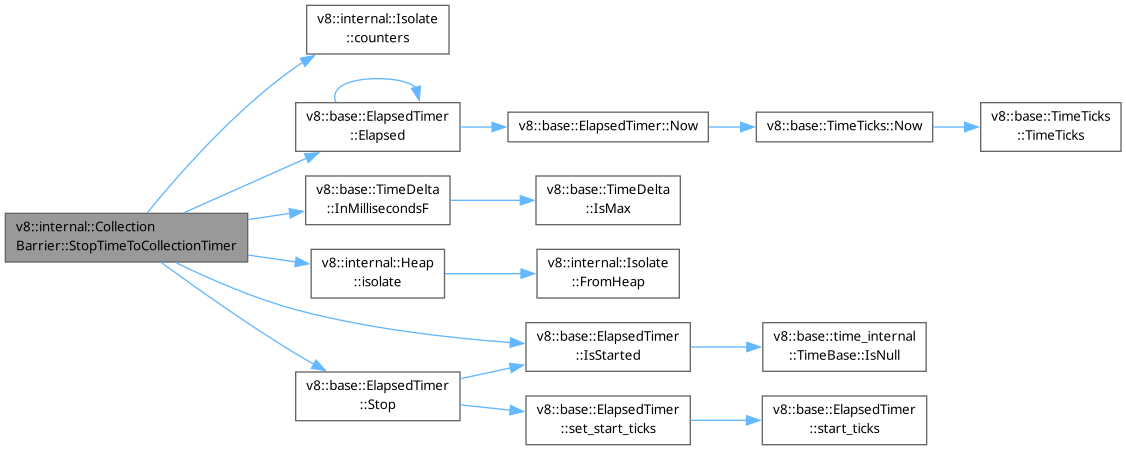 v8::internal::Isolate
::counters
v8::base::ElapsedTimer
::Elapsed
v8::base::ElapsedTimer::Now
v8::base::TimeTicks::Now
v8::base::TimeTicks
::TimeTicks
v8::base::TimeDelta
::InMillisecondsF
v8::base::TimeDelta
::IsMax
v8::internal::Collection
Barrier::StopTimeToCollectionTimer
v8::internal::Heap
::isolate
v8::internal::Isolate
::FromHeap
v8::base::ElapsedTimer
::IsStarted
v8::base::time_internal
::TimeBase::IsNull
v8::base::ElapsedTimer
::Stop
v8::base::ElapsedTimer
::set_start_ticks
v8::base::ElapsedTimer
::start_ticks